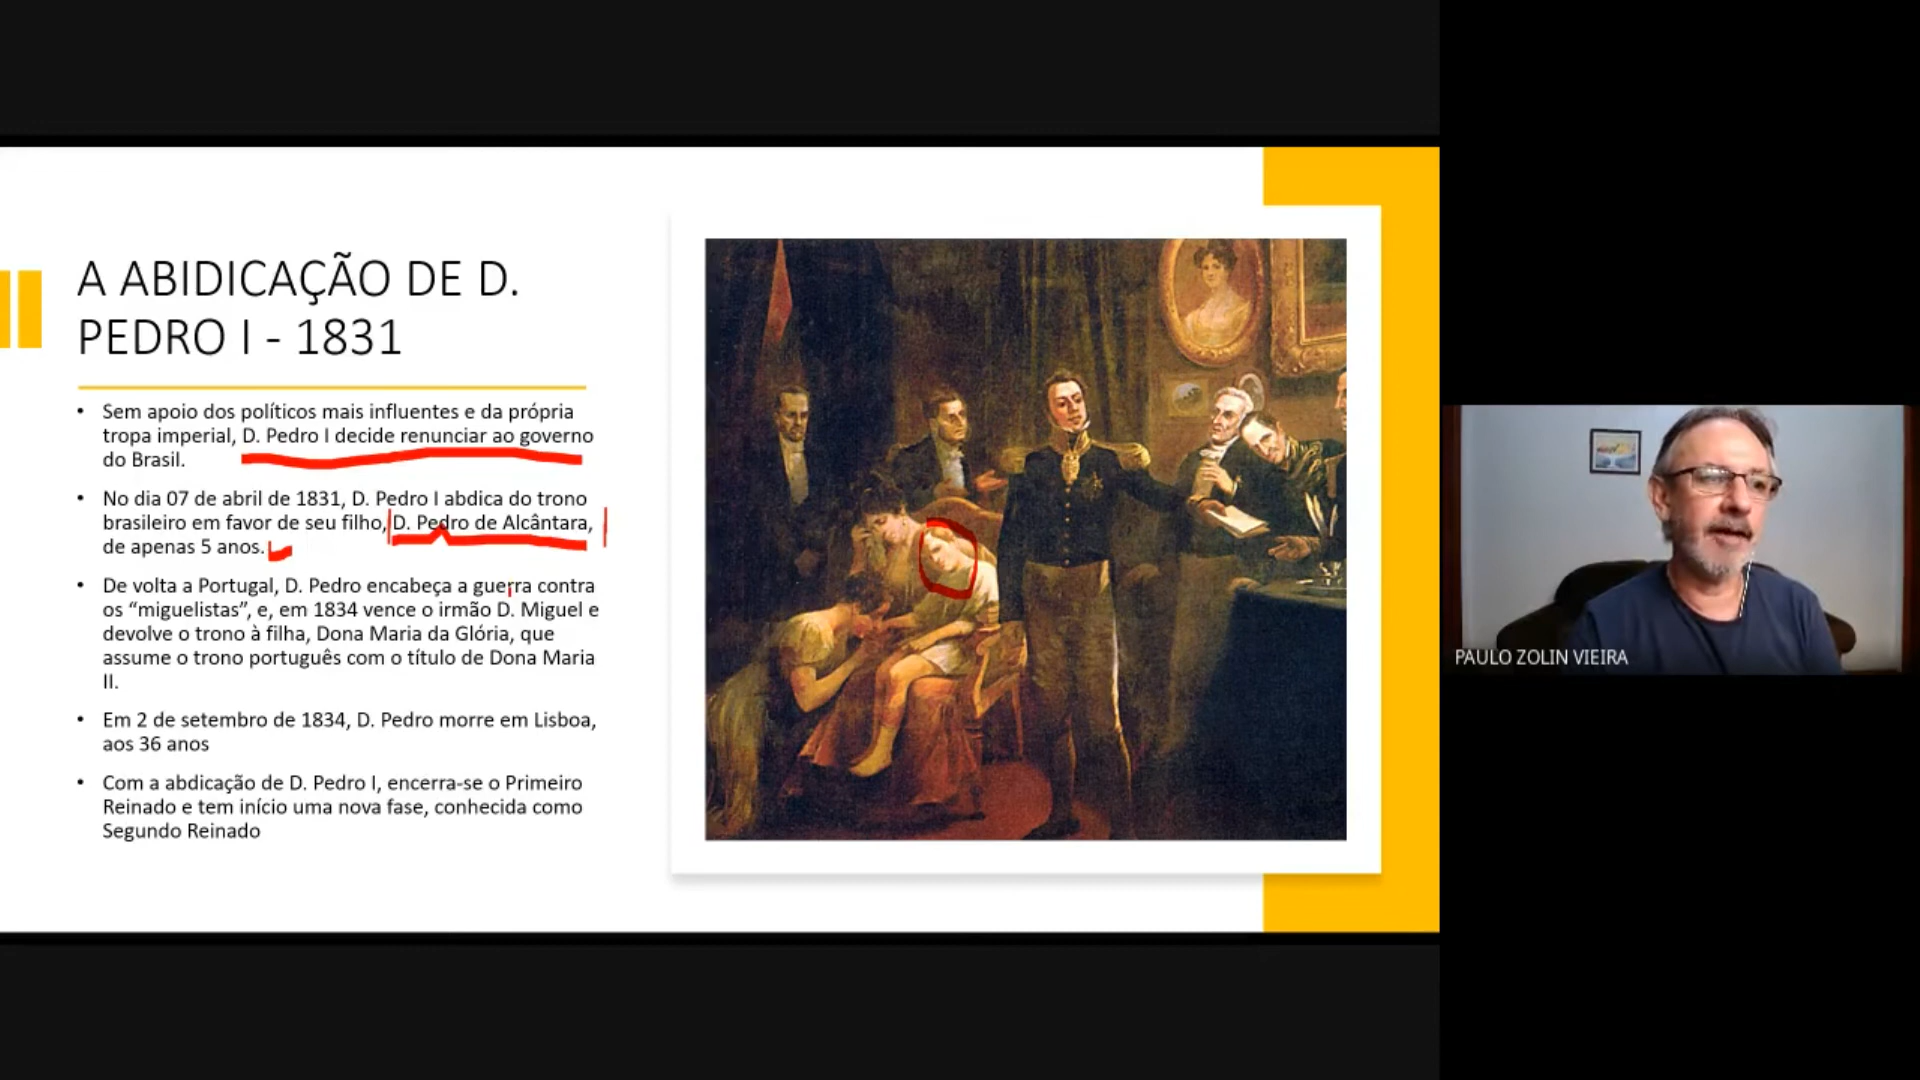 A ABIDICAÇÃO DE D.
PEDRO I - 1831
• Sem apoio dos políticos mais influentes e da própria
tropa imperial, D. Pedro I decide renunciar ao governo
do Brasil.
• No dia 07 de abril de 1831, D. Pedro I abdica do trono
brasileiro em favor de seu filho, D. Pedro de Alcântara,
de apenas 5 anos.
• De volta a Portugal, D. Pedro encabeça a guerra contra
os “miguelistas”, e, em 1834 vence o irmão D. Miguel e
devolve o trono à filha, Dona Maria da Glória, que
assume o trono português com o título de Dona Maria
II.
• Em 2 de setembro de 1834, D. Pedro morre em Lisboa,
aos 36 anos
• Com a abdicação de D. Pedro I, encerra-se o Primeiro
Reinado e tem início uma nova fase, conhecida como
Segundo Reinado
PAULO ZOLIN VIEIRA